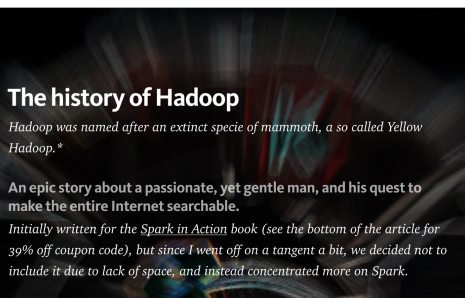 The history of Hadoop
Hadoop was named after an extinct specie of mammoth, a so called Yellow
Hadoop.*
An epic story about a passionate, yet gentle man, and his quest to
make the entire Internet searchable.
Initially written for the Spark in Action book (see the bottom of the article for
39% off coupon code), but since I went off on a tangent a bit, we decided not to
include it due to lack of space, and instead concentrated more on Spark.